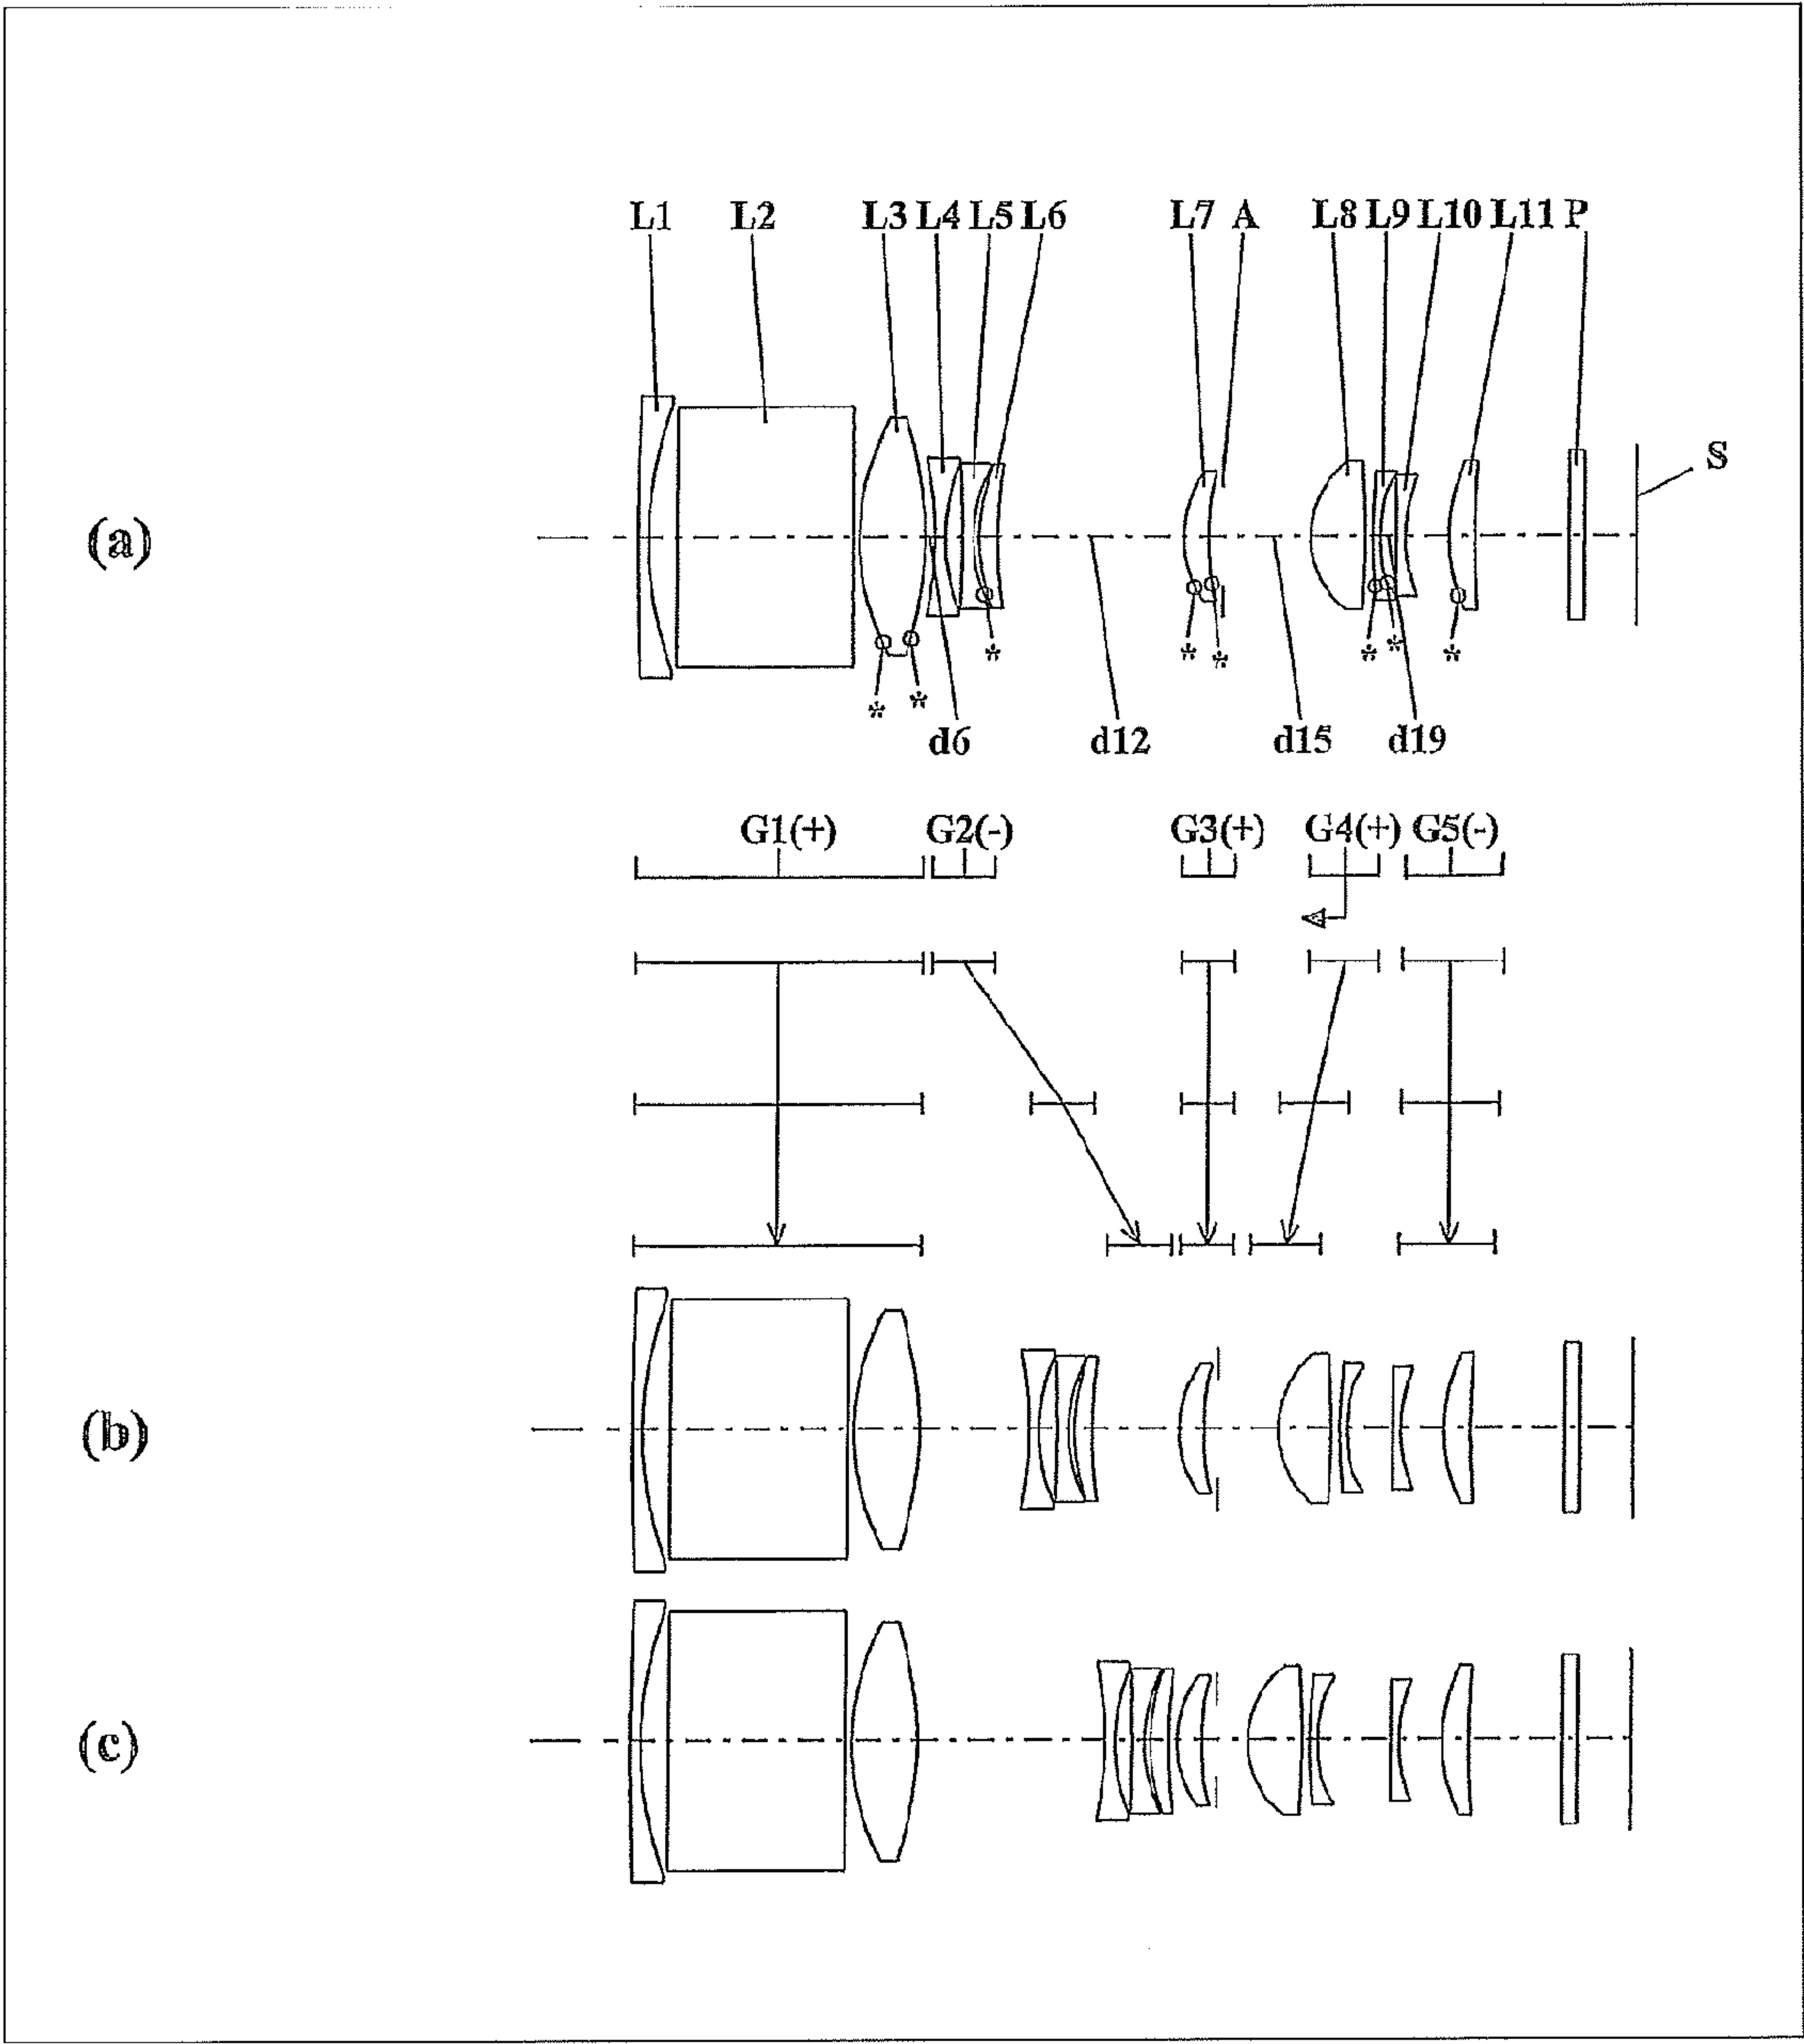 L1 L2 L3 L4 L5 L6 L7 A L8 L9 L10 L11 P
S
(a)
* * * * * * * *
d6 d12 d15 d19
G1(+) G2(-) G3(+) G4(+) G5(-)
(b)
(c)